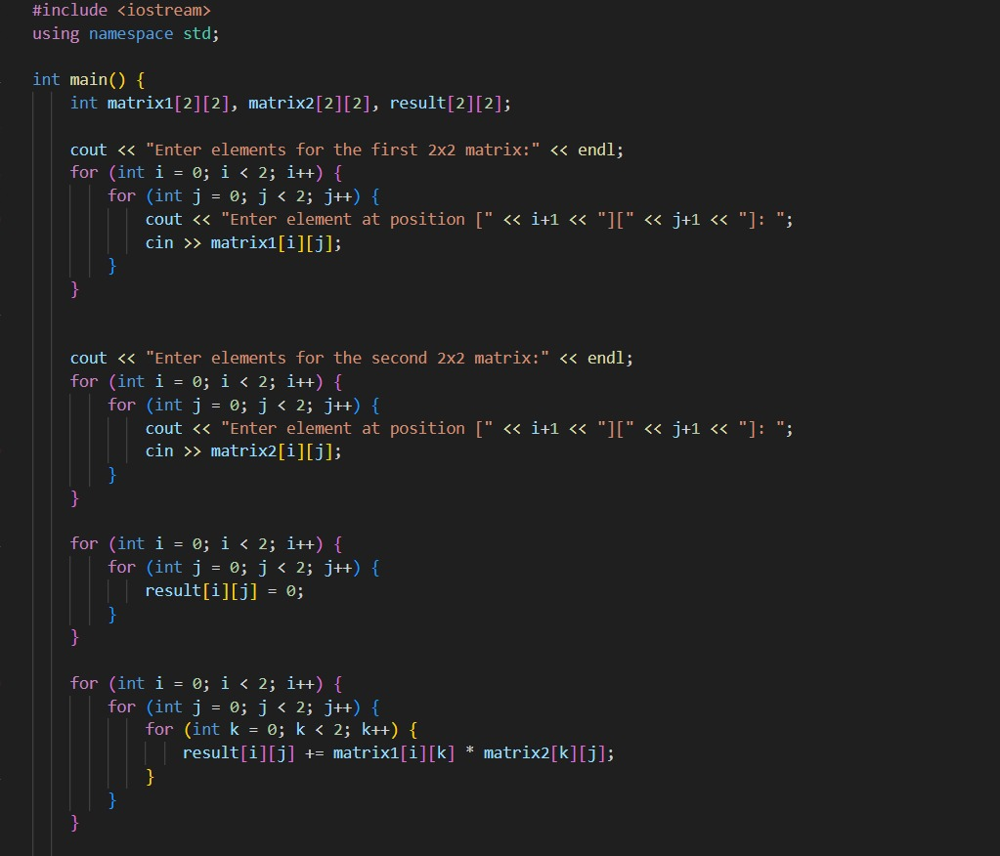 #include <iostream>
using namespace std;
int main() {
int matrix1[2][2], matrix2[2][2], result[2][2];
cout << "Enter elements for the first 2x2 matrix:" << endl;
for (int i = 0; i < 2; i++) {
for (int j = 0; j < 2; j++) {
cout << "Enter element at position [" << i+1 << "][" << j+1 << "]: ";
cin >> matrix1[i][j];
}
}
cout << "Enter elements for the second 2x2 matrix:" << endl;
for (int i = 0; i < 2; i++) {
for (int j = 0; j < 2; j++) {
cout << "Enter element at position [" << i+1 << "][" << j+1 << "]: ";
cin >> matrix2[i][j];
}
}
for (int i = 0; i < 2; i++) {
for (int j = 0; j < 2; j++) {
result[i][j] = 0;
}
}
for (int i = 0; i < 2; i++) {
for (int j = 0; j < 2; j++) {
for (int k = 0; k < 2; k++) {
result[i][j] += matrix1[i][k] * matrix2[k][j];
}
}
}